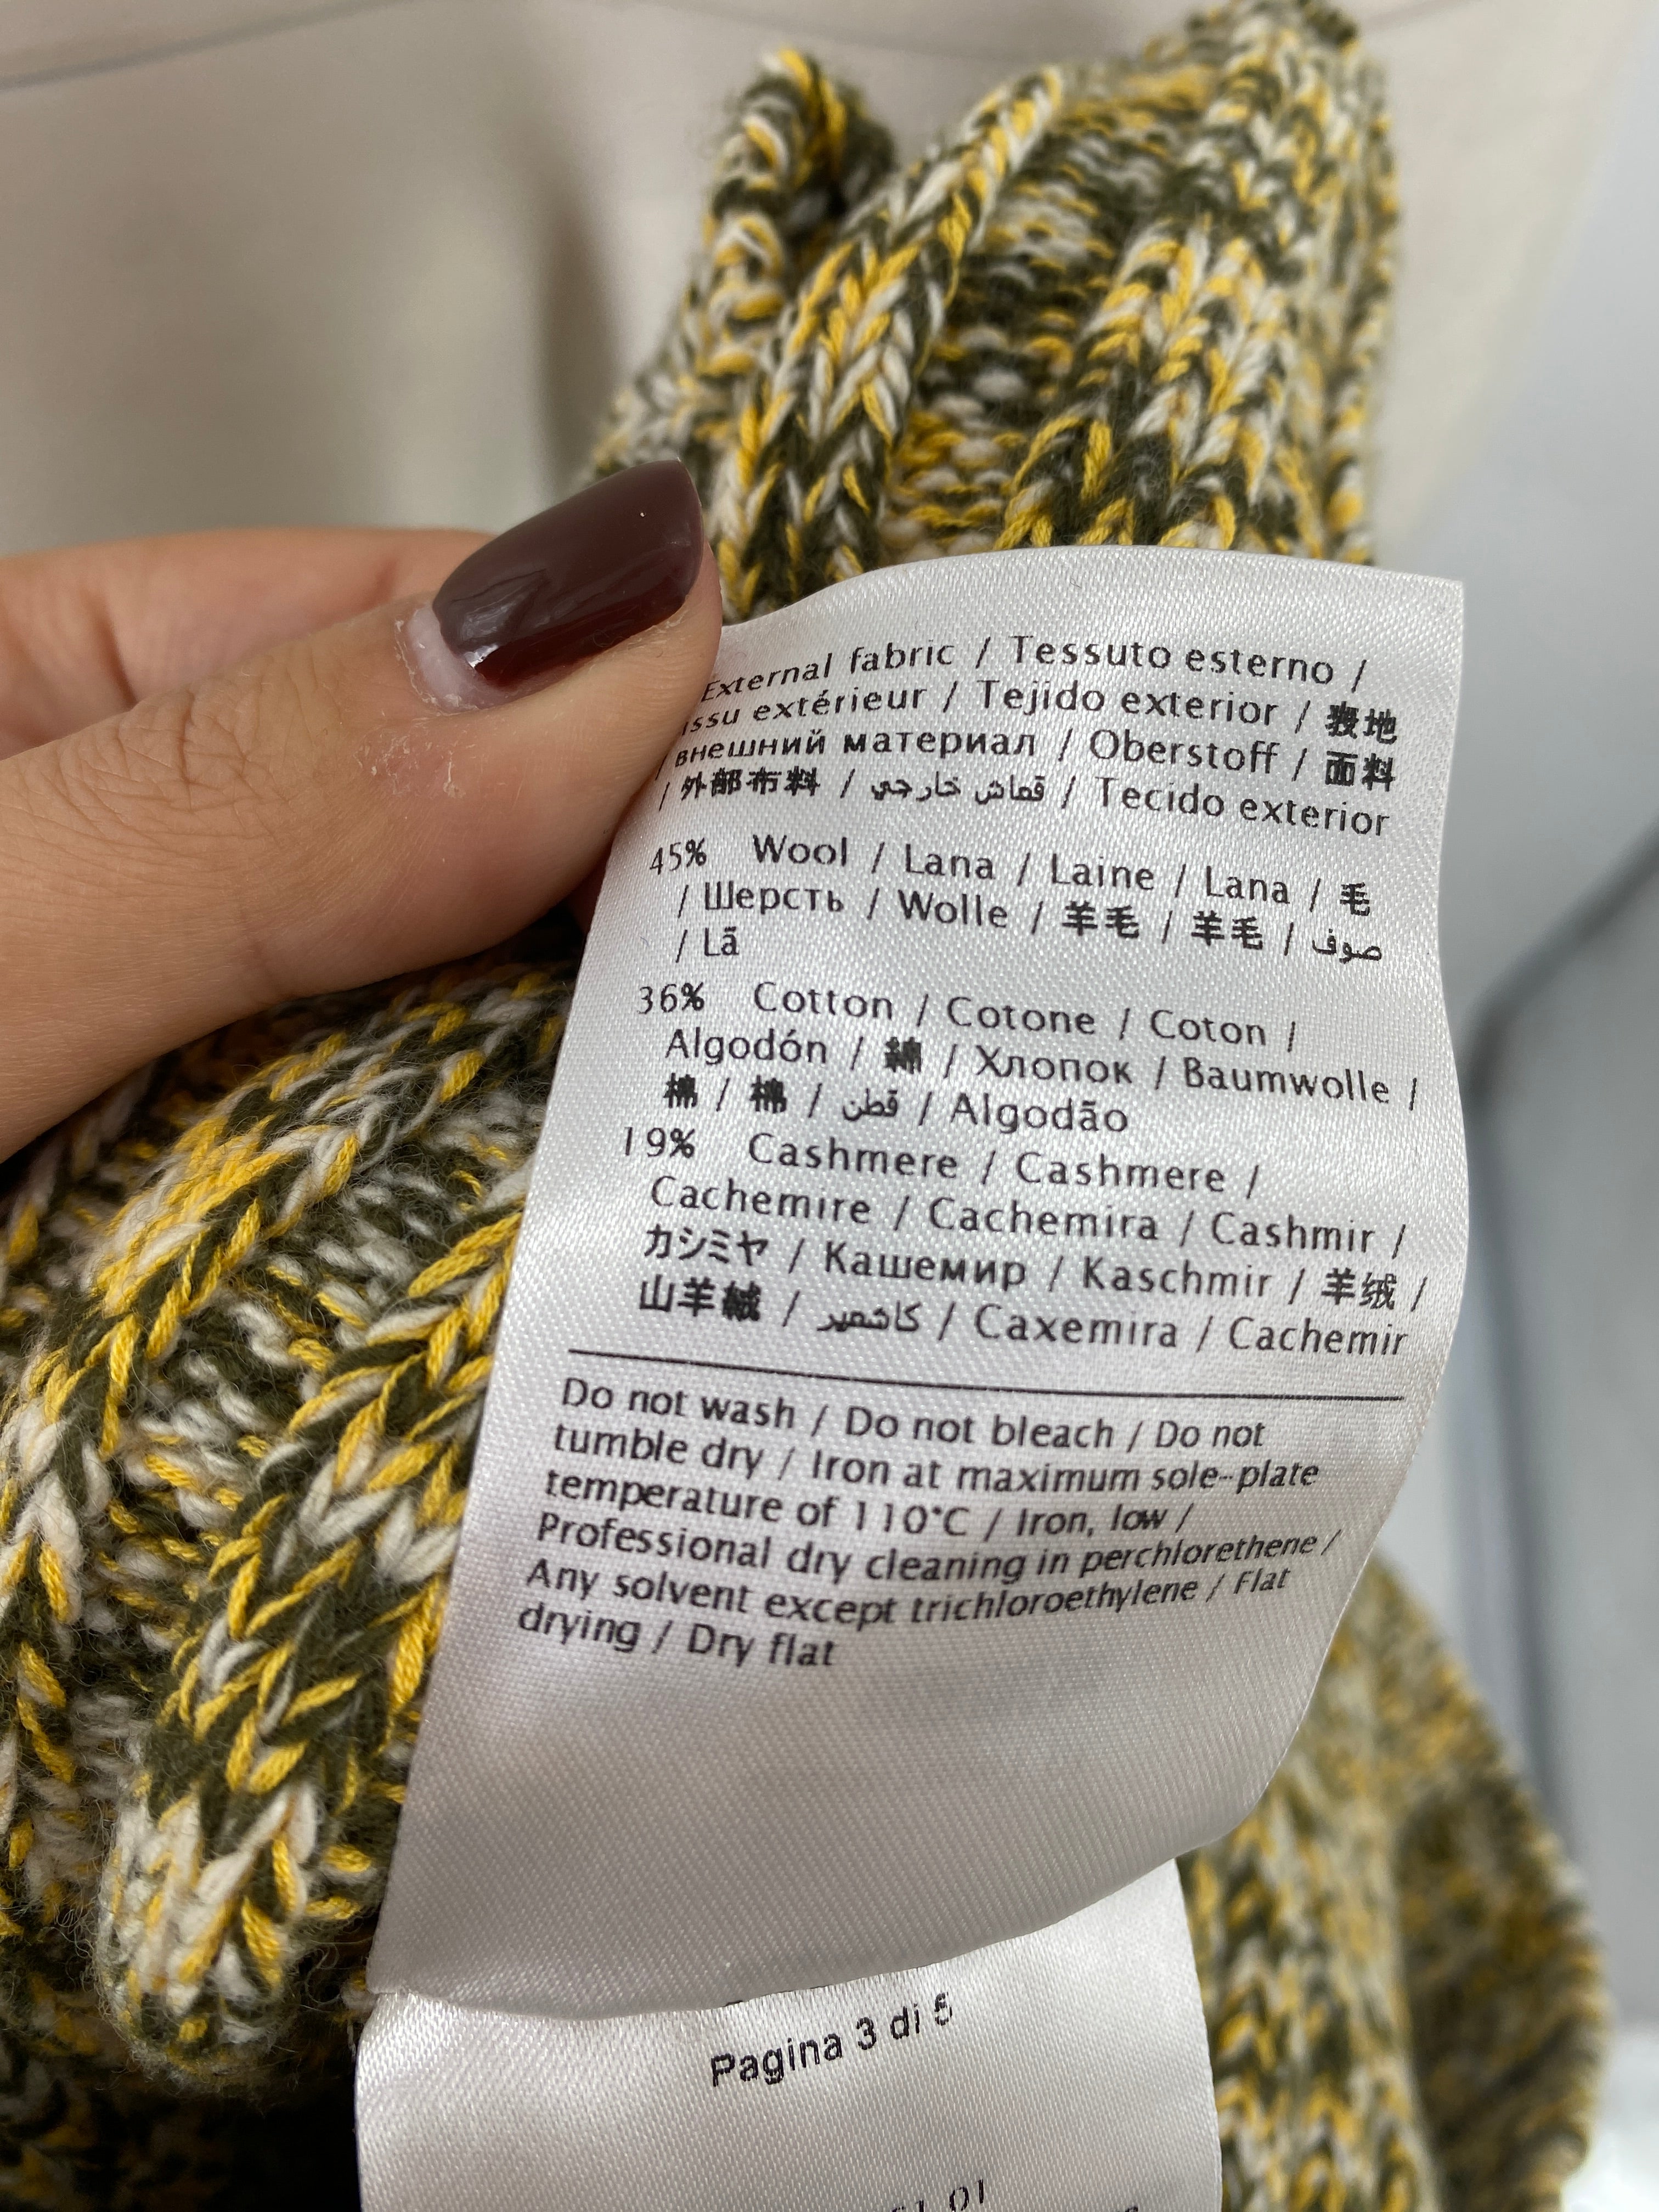 External fabric / Tessuto esterno /
issu extérieur / Tejido exterior / 表地
/ внешний материал / Oberstoff / 面料
/ 外部布料 / قماش خارجي / Tecido exterior
45% Wool / Lana / Laine / Lana / 毛
/ Шерсть / Wolle / 羊毛 / 羊毛 / صوف
/ Lã
36% Cotton / Cotone / Coton /
Algodón / 綿 / Хлопок / Baumwolle /
棉 / 棉 / قطن / Algodão
19% Cashmere / Cashmere /
Cachemire / Cachemira / Cashmir /
カシミヤ / Кашемир / Kaschmir / 羊绒 /
山羊絨 / كاشمير / Caxemira / Cachemir
Do not wash / Do not bleach / Do not
tumble dry / Iron at maximum sole-plate
temperature of 110°C / Iron, low /
Professional dry cleaning in perchlorethene /
Any solvent except trichloroethylene / Flat
drying / Dry flat
Pagina 3 di 5